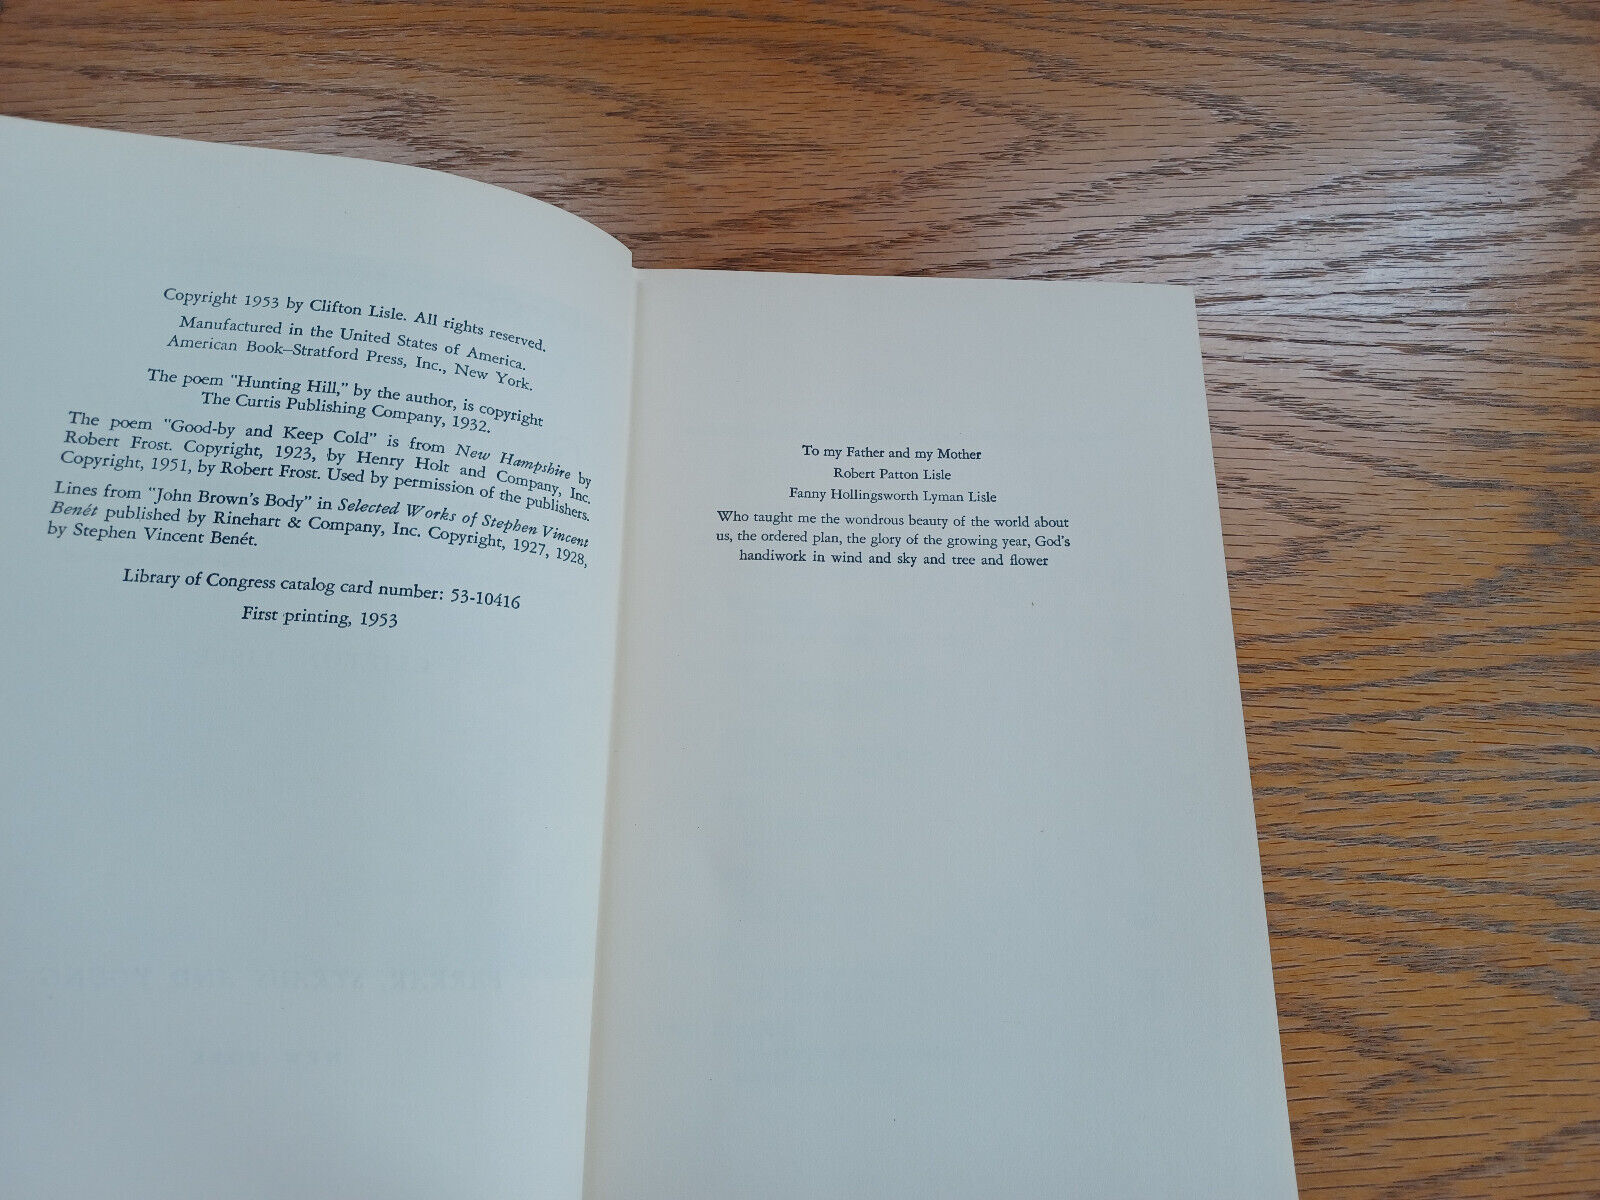 Copyright 1953 by Clifton Lisle. All rights reserved.
Manufactured in the United States of America.
American Book–Stratford Press, Inc., New York.
The poem "Hunting Hill," by the author, is copyright
The Curtis Publishing Company, 1932.
The poem "Good-by and Keep Cold" is from New Hampshire by
Robert Frost. Copyright, 1923, by Henry Holt and Company, Inc.
Copyright, 1951, by Robert Frost. Used by permission of the publishers.
Lines from "John Brown's Body" in Selected Works of Stephen Vincent
Benét published by Rinehart & Company, Inc. Copyright, 1927, 1928,
by Stephen Vincent Benét.
Library of Congress catalog card number: 53-10416
First printing, 1953
To my Father and my Mother
Robert Patton Lisle
Fanny Hollingsworth Lyman Lisle
Who taught me the wondrous beauty of the world about
us, the ordered plan, the glory of the growing year, God's
handiwork in wind and sky and tree and flower